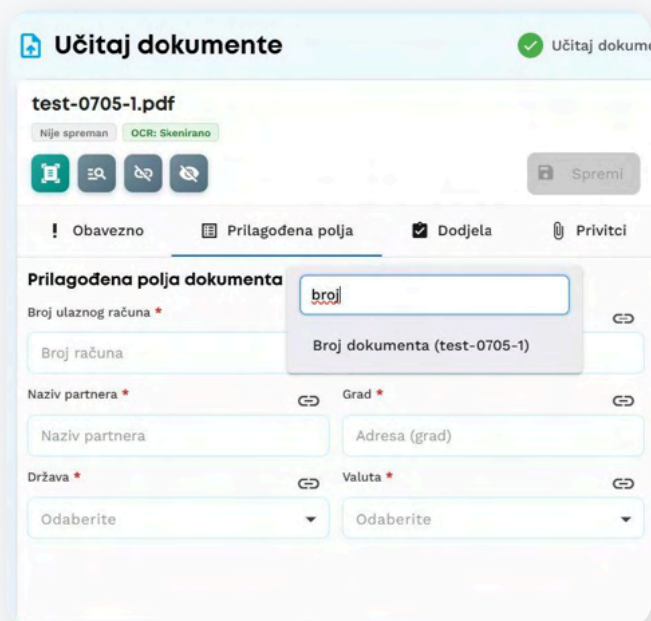 Učitaj dokumente
Učitaj dokume
test-0705-1.pdf
Nije spreman
OCR: Skenirano
Spremi
Obavezno
Prilagođena polja
Dodjela
Privitci
Prilagođena polja dokumenta
broj
Broj dokumenta (test-0705-1)
Broj ulaznog računa *
Broj računa
Naziv partnera *
Grad *
Naziv partnera
Adresa (grad)
Država *
Valuta *
Odaberite
Odaberite